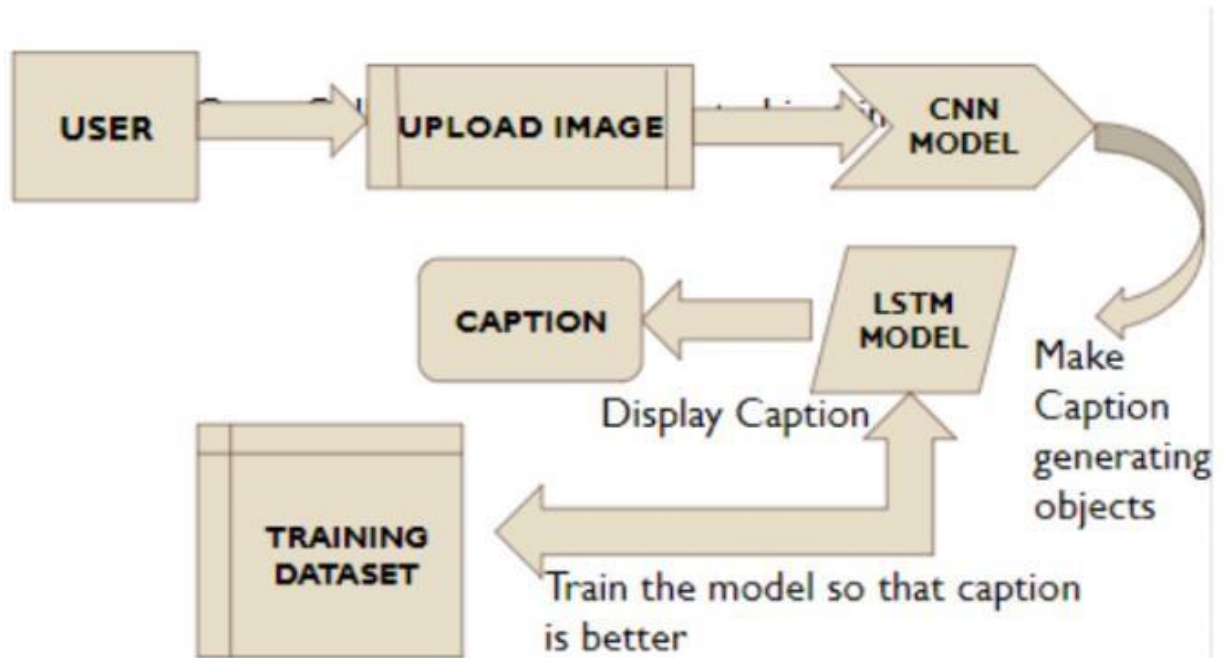 USER
UPLOAD IMAGE
CNN
MODEL
LSTM
MODEL
CAPTION
Make
Caption
generating
objects
Display Caption
TRAINING
DATASET
Train the model so that caption
is better